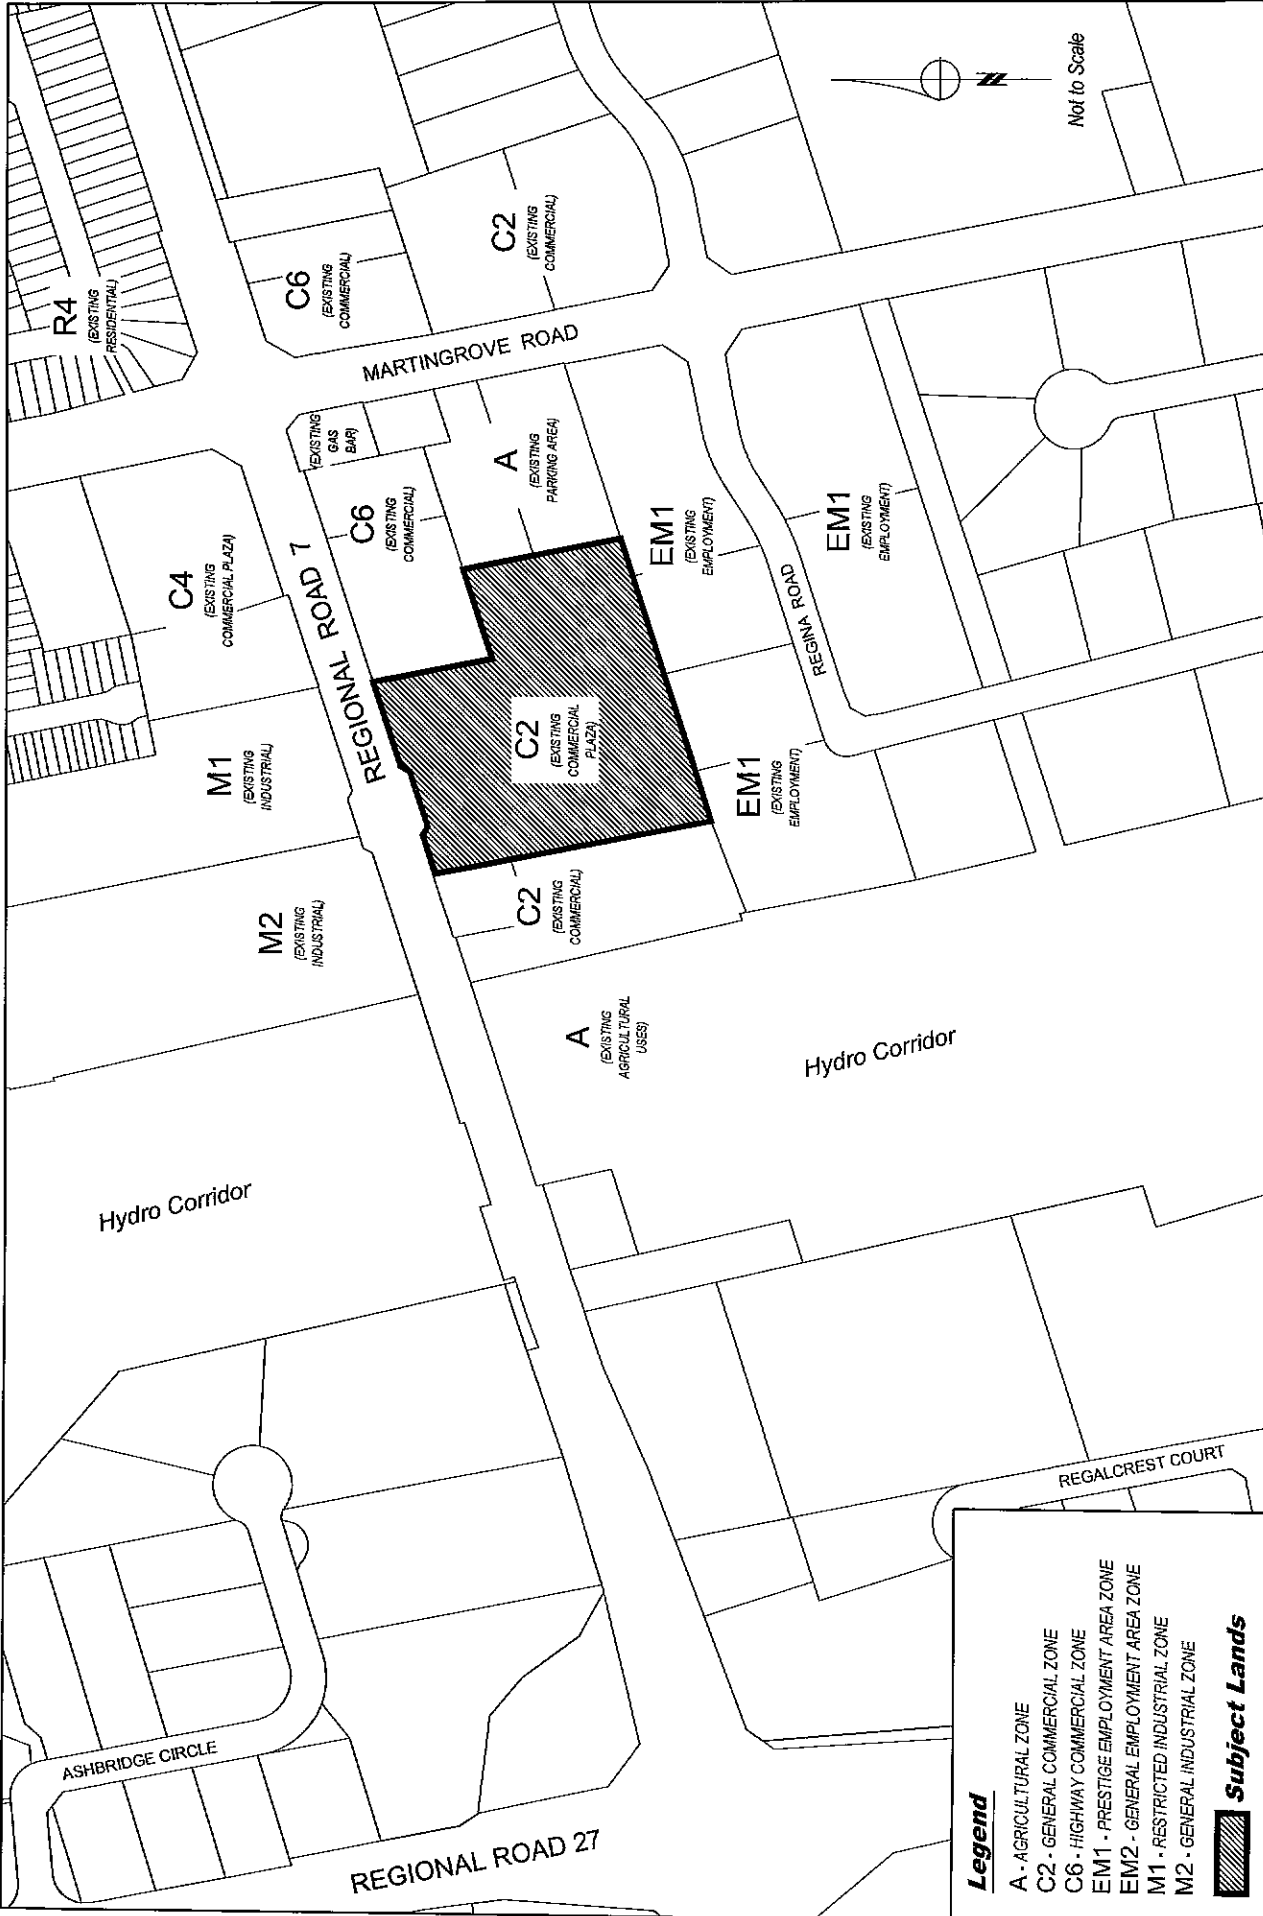 Hydro Corridor
M2
(EXISTING
INDUSTRIAL)
M1
(EXISTING
INDUSTRIAL)
C4
(EXISTING
COMMERCIAL PLAZA)
R4
(EXISTING
RESIDENTIAL)
ASHBRIDGE CIRCLE
REGIONAL ROAD 7
(EXISTING
GAS
BAR)
C6
(EXISTING
COMMERCIAL)
C6
(EXISTING
COMMERCIAL)
MARTINGROVE ROAD
REGIONAL ROAD 27
A
(EXISTING
AGRICULTURAL
USES)
C2
(EXISTING
COMMERCIAL)
C2
(EXISTING
COMMERCIAL
PLAZA)
A
(EXISTING
PARKING AREA)
C2
(EXISTING
COMMERCIAL)
Hydro Corridor
EM1
(EXISTING
EMPLOYMENT)
EM1
(EXISTING
EMPLOYMENT)
REGINA ROAD
EM1
(EXISTING
EMPLOYMENT)
REGALCREST COURT
N
Not to Scale
Legend
A - AGRICULTURAL ZONE
C2 - GENERAL COMMERCIAL ZONE
C6 - HIGHWAY COMMERCIAL ZONE
EM1 - PRESTIGE EMPLOYMENT AREA ZONE
EM2 - GENERAL EMPLOYMENT AREA ZONE
M1 - RESTRICTED INDUSTRIAL ZONE
M2 - GENERAL INDUSTRIAL ZONE
Subject Lands